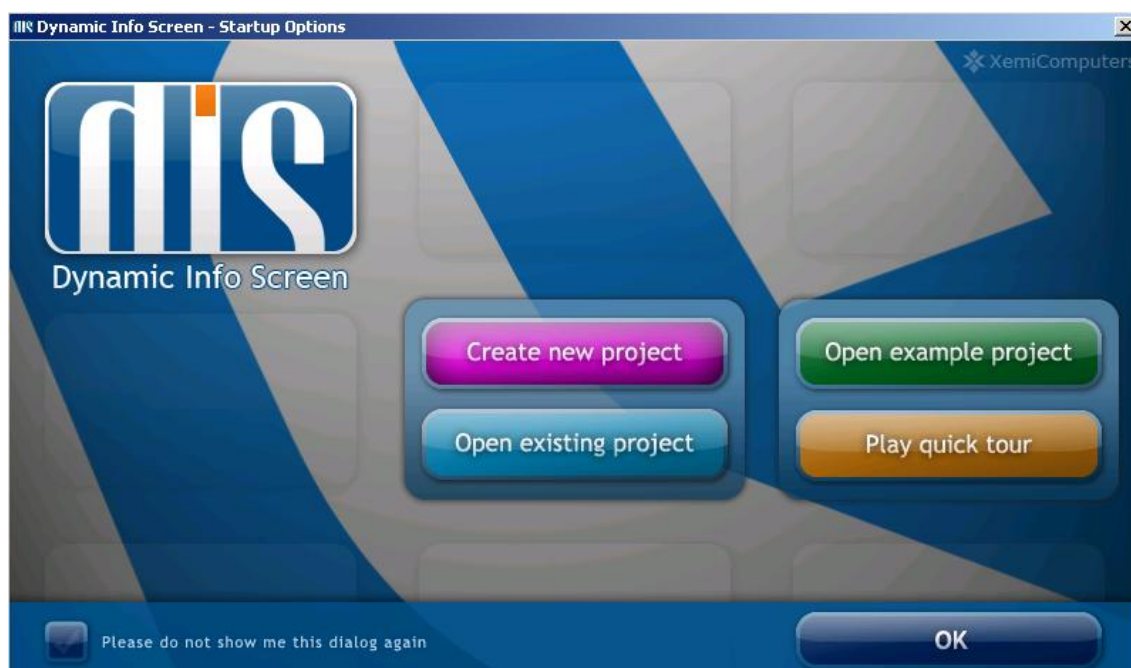 Dynamic Info Screen - Startup Options
XemiComputers
dis
Dynamic Info Screen
Create new project
Open example project
Open existing project
Play quick tour
Please do not show me this dialog again
OK